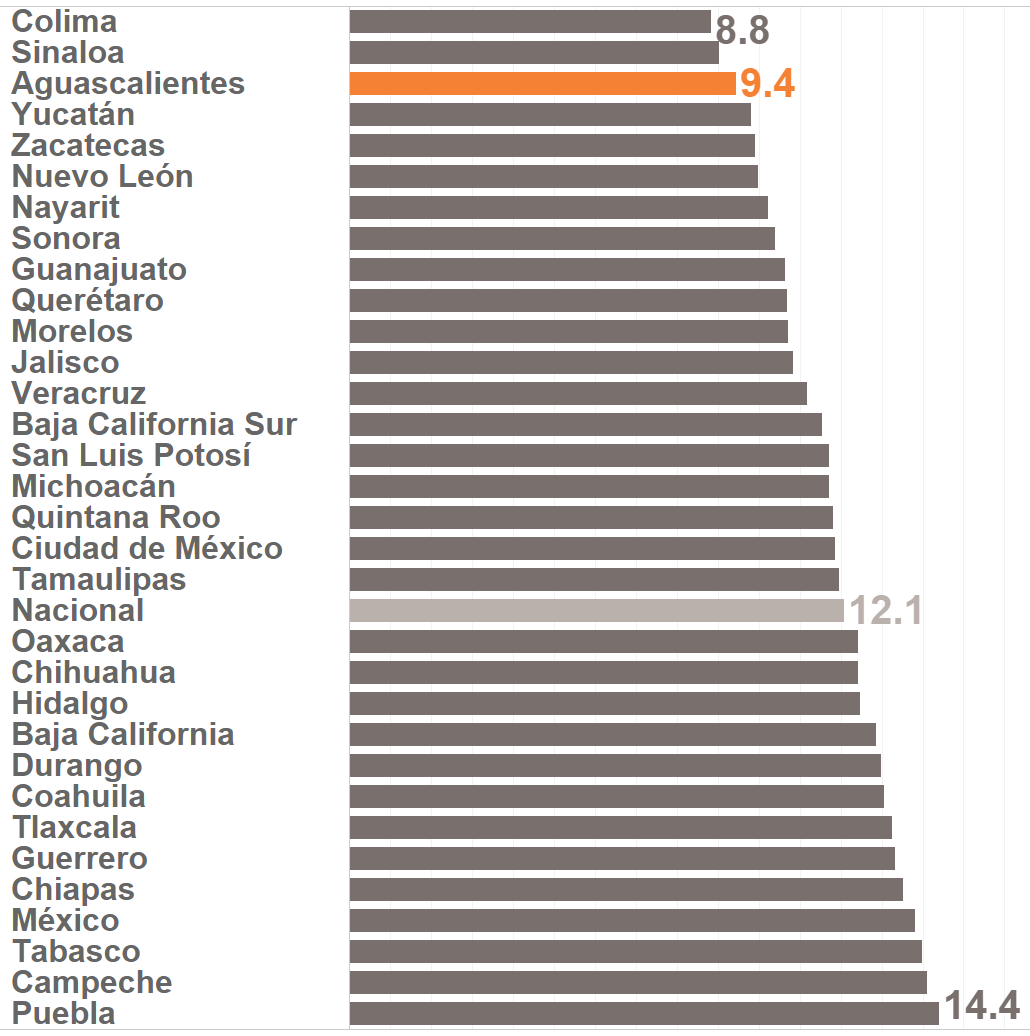 Colima
8.8
Sinaloa
Aguascalientes 9.4
Yucatán
Zacatecas
Nuevo León
Nayarit
Sonora
Guanajuato
Querétaro
Morelos
Jalisco
Veracruz
Baja California Sur
San Luis Potosí
Michoacán
Quintana Roo
Ciudad de México
Tamaulipas
Nacional 12.1
Oaxaca
Chihuahua
Hidalgo
Baja California
Durango
Coahuila
Tlaxcala
Guerrero
Chiapas
México
Tabasco
Campeche
Puebla 14.4